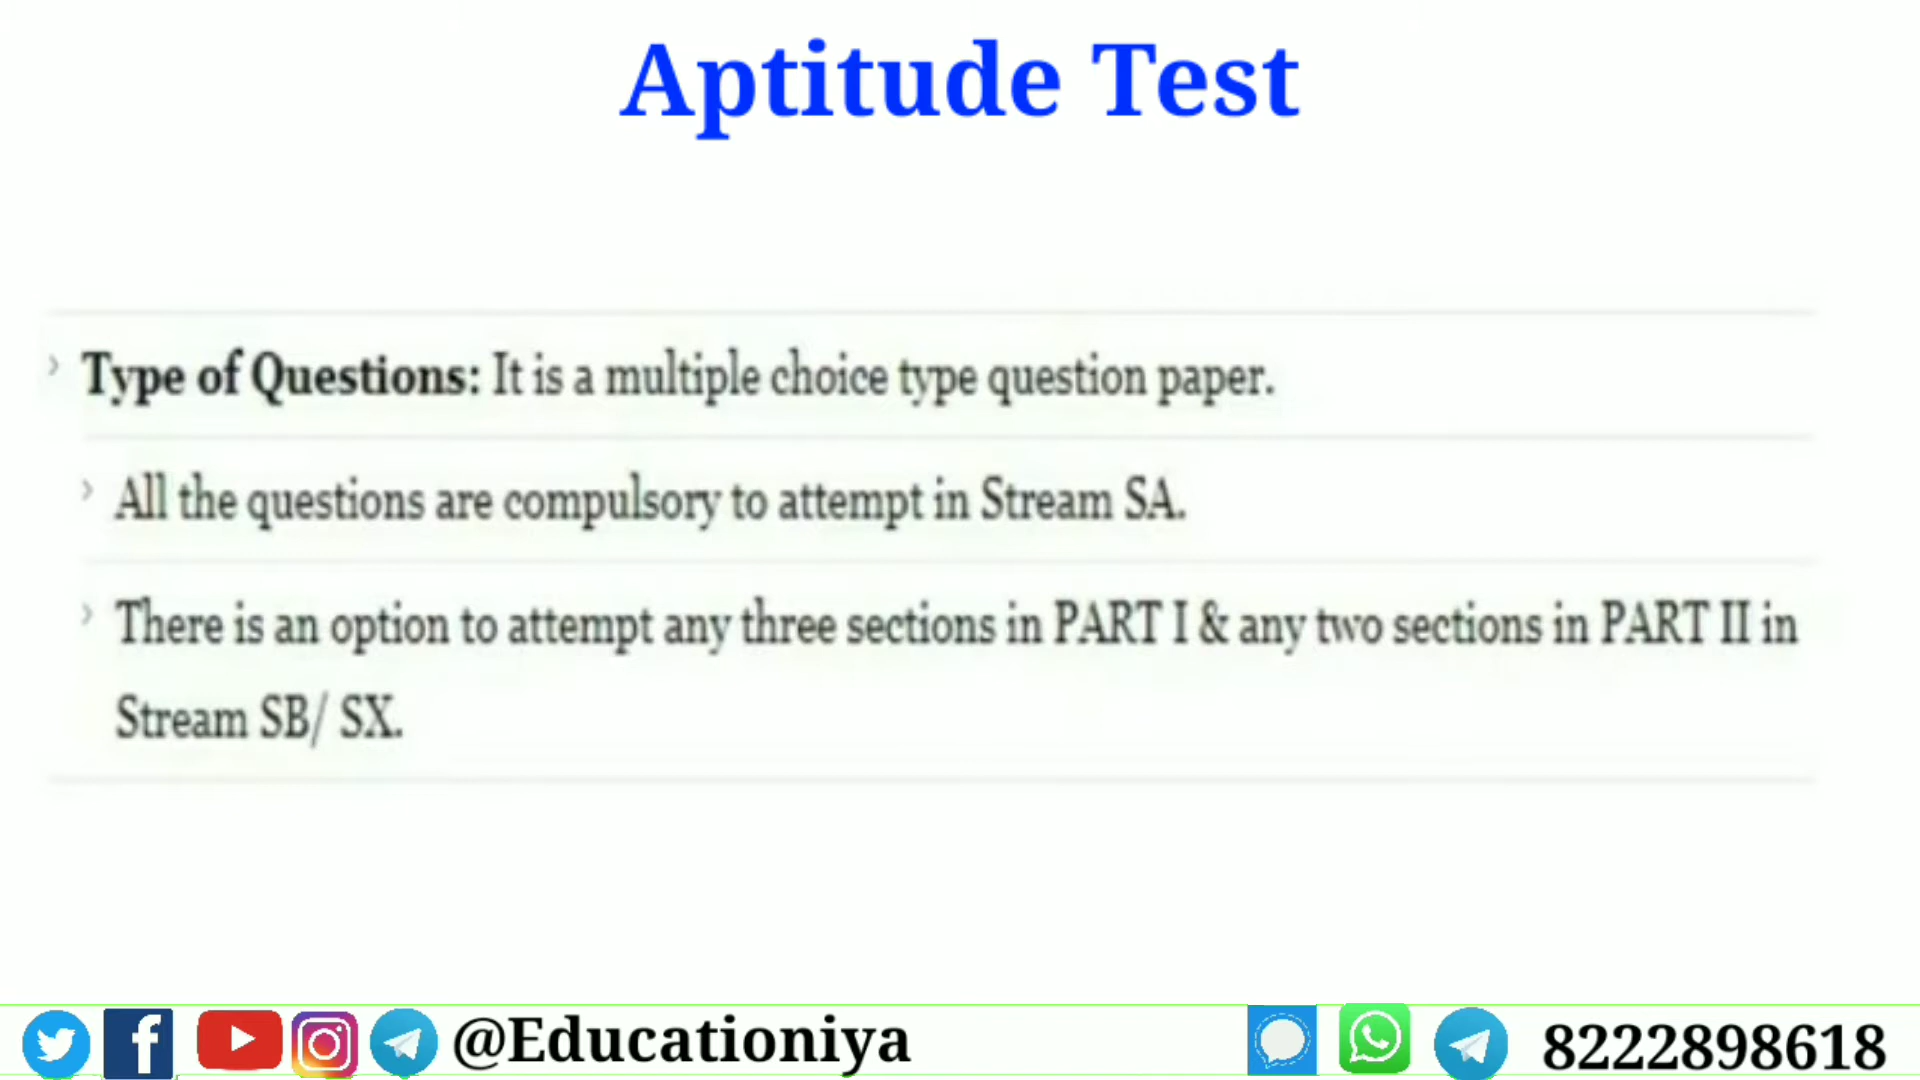 Aptitude Test
Type of Questions: It is a multiple choice type question paper.
All the questions are compulsory to attempt in Stream SA.
There is an option to attempt any three sections in PART I & any two sections in PART II in
Stream SB/ SX.
@Educationiya
8222898618